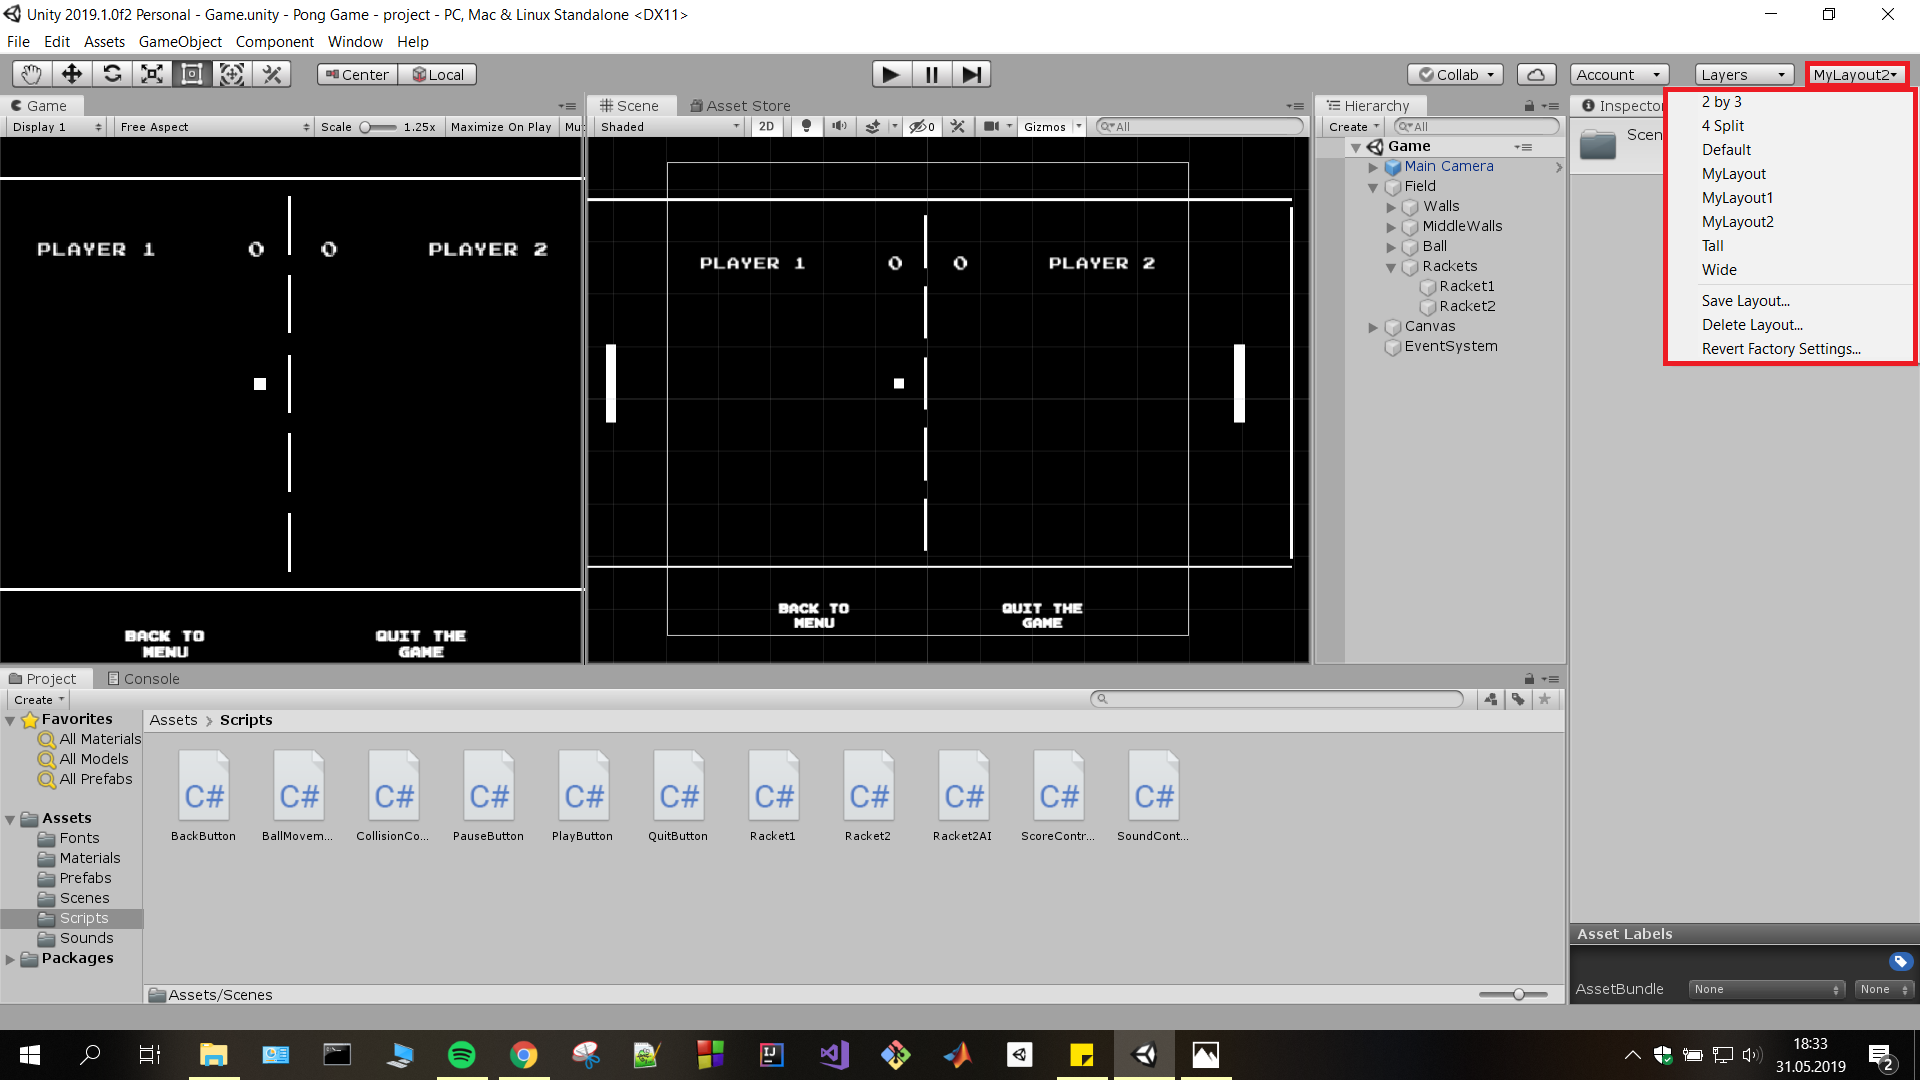 Unity 2019.1.0f2 Personal - Game.unity - Pong Game - project - PC, Mac & Linux Standalone <DX11>
File Edit Assets GameObject Component Window Help
Center Local Collab Account Layers MyLayout2
Game
Display 1 Free Aspect Scale 1.25x Maximize On Play Mut
PLAYER 1 0 0 PLAYER 2
BACK TO MENU
QUIT THE GAME
Scene Asset Store
Shaded 2D 0 Gizmos All
PLAYER 1 0 0 PLAYER 2
BACK TO MENU
QUIT THE GAME
Hierarchy
Create All
Game
Main Camera
Field
Walls
MiddleWalls
Ball
Rackets
Racket1
Racket2
Canvas
EventSystem
Inspector
Scen
2 by 3
4 Split
Default
MyLayout
MyLayout1
MyLayout2
Tall
Wide
Save Layout...
Delete Layout...
Revert Factory Settings...
Project Console
Create
Favorites
All Materials
All Models
All Prefabs
Assets
Fonts
Materials
Prefabs
Scenes
Scripts
Sounds
Packages
Assets Scripts
C# C# C# C# C# C# C# C# C# C# C#
BackButton BallMovem... CollisionCo... PauseButton PlayButton QuitButton Racket1 Racket2 Racket2AI ScoreContr... SoundCont...
Assets/Scenes
Asset Labels
AssetBundle None None
18:33
31.05.2019
2